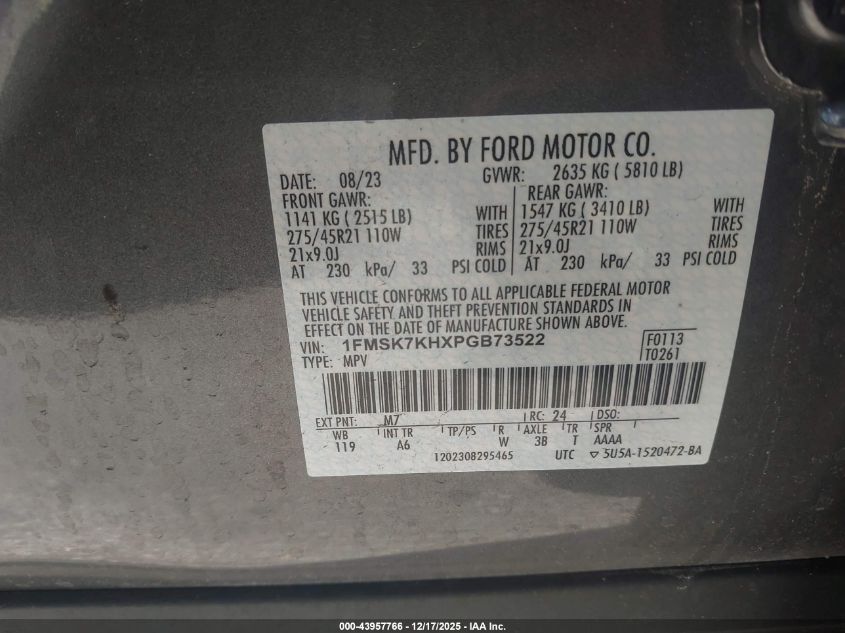 MFD. BY FORD MOTOR CO.
DATE: 08/23 GVWR: 2635 KG ( 5810 LB)
FRONT GAWR: REAR GAWR:
1141 KG ( 2515 LB) WITH 1547 KG ( 3410 LB) WITH
275/45R21 110W TIRES 275/45R21 110W TIRES
21x9.0J RIMS 21x9.0J RIMS
AT 230 kPa/ 33 PSI COLD AT 230 kPa/ 33 PSI COLD
THIS VEHICLE CONFORMS TO ALL APPLICABLE FEDERAL MOTOR
VEHICLE SAFETY AND THEFT PREVENTION STANDARDS IN
EFFECT ON THE DATE OF MANUFACTURE SHOWN ABOVE.
VIN: 1FMSK7KHXPGB73522 F0113
TYPE: MPV T0261
EXT PNT: M7 RC: 24 DSO:
WB INT TR TP/PS R AXLE TR SPR
119 A6 W 3B T AAAA
1202308295465 UTC ▽ 5U5A-1520472-BA
000-43957766 - 12/17/2025 - IAA Inc.